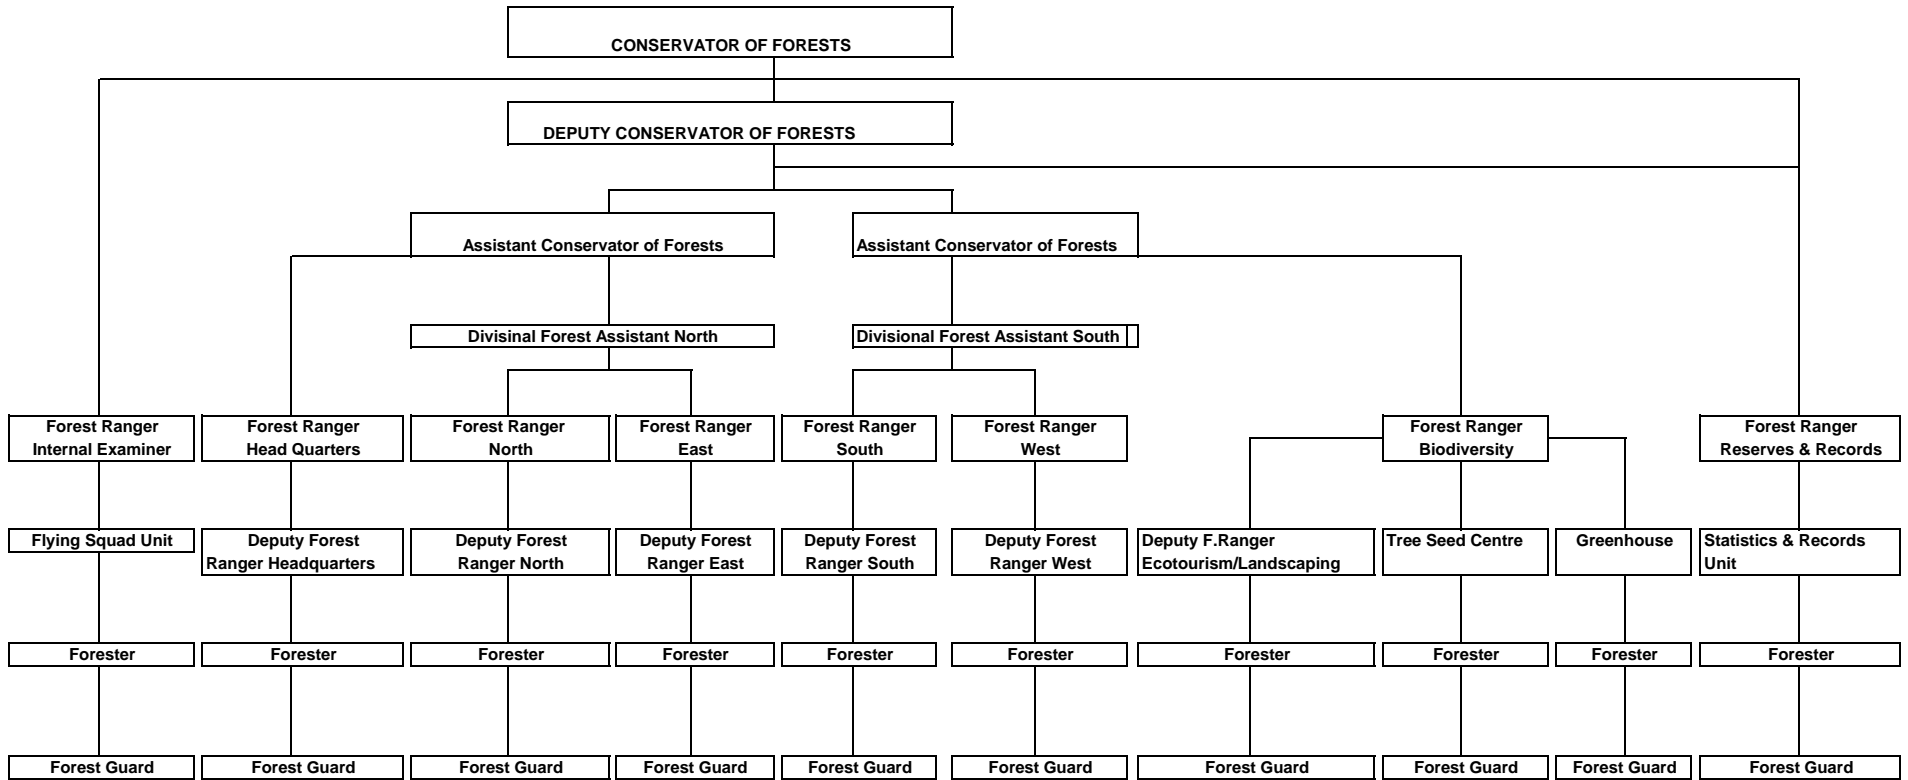 CONSERVATOR OF FORESTS
DEPUTY CONSERVATOR OF FORESTS
Assistant Conservator of Forests
Assistant Conservator of Forests
Divisinal Forest Assistant North
Divisional Forest Assistant South
Forest Ranger
Internal Examiner
Forest Ranger
Head Quarters
Forest Ranger
North
Forest Ranger
East
Forest Ranger
South
Forest Ranger
West
Forest Ranger
Biodiversity
Forest Ranger
Reserves & Records
Flying Squad Unit
Deputy Forest
Ranger Headquarters
Deputy Forest
Ranger North
Deputy Forest
Ranger East
Deputy Forest
Ranger South
Deputy Forest
Ranger West
Deputy F.Ranger
Ecotourism/Landscaping
Tree Seed Centre
Greenhouse
Statistics & Records
Unit
Forester
Forester
Forester
Forester
Forester
Forester
Forester
Forester
Forester
Forester
Forest Guard
Forest Guard
Forest Guard
Forest Guard
Forest Guard
Forest Guard
Forest Guard
Forest Guard
Forest Guard
Forest Guard